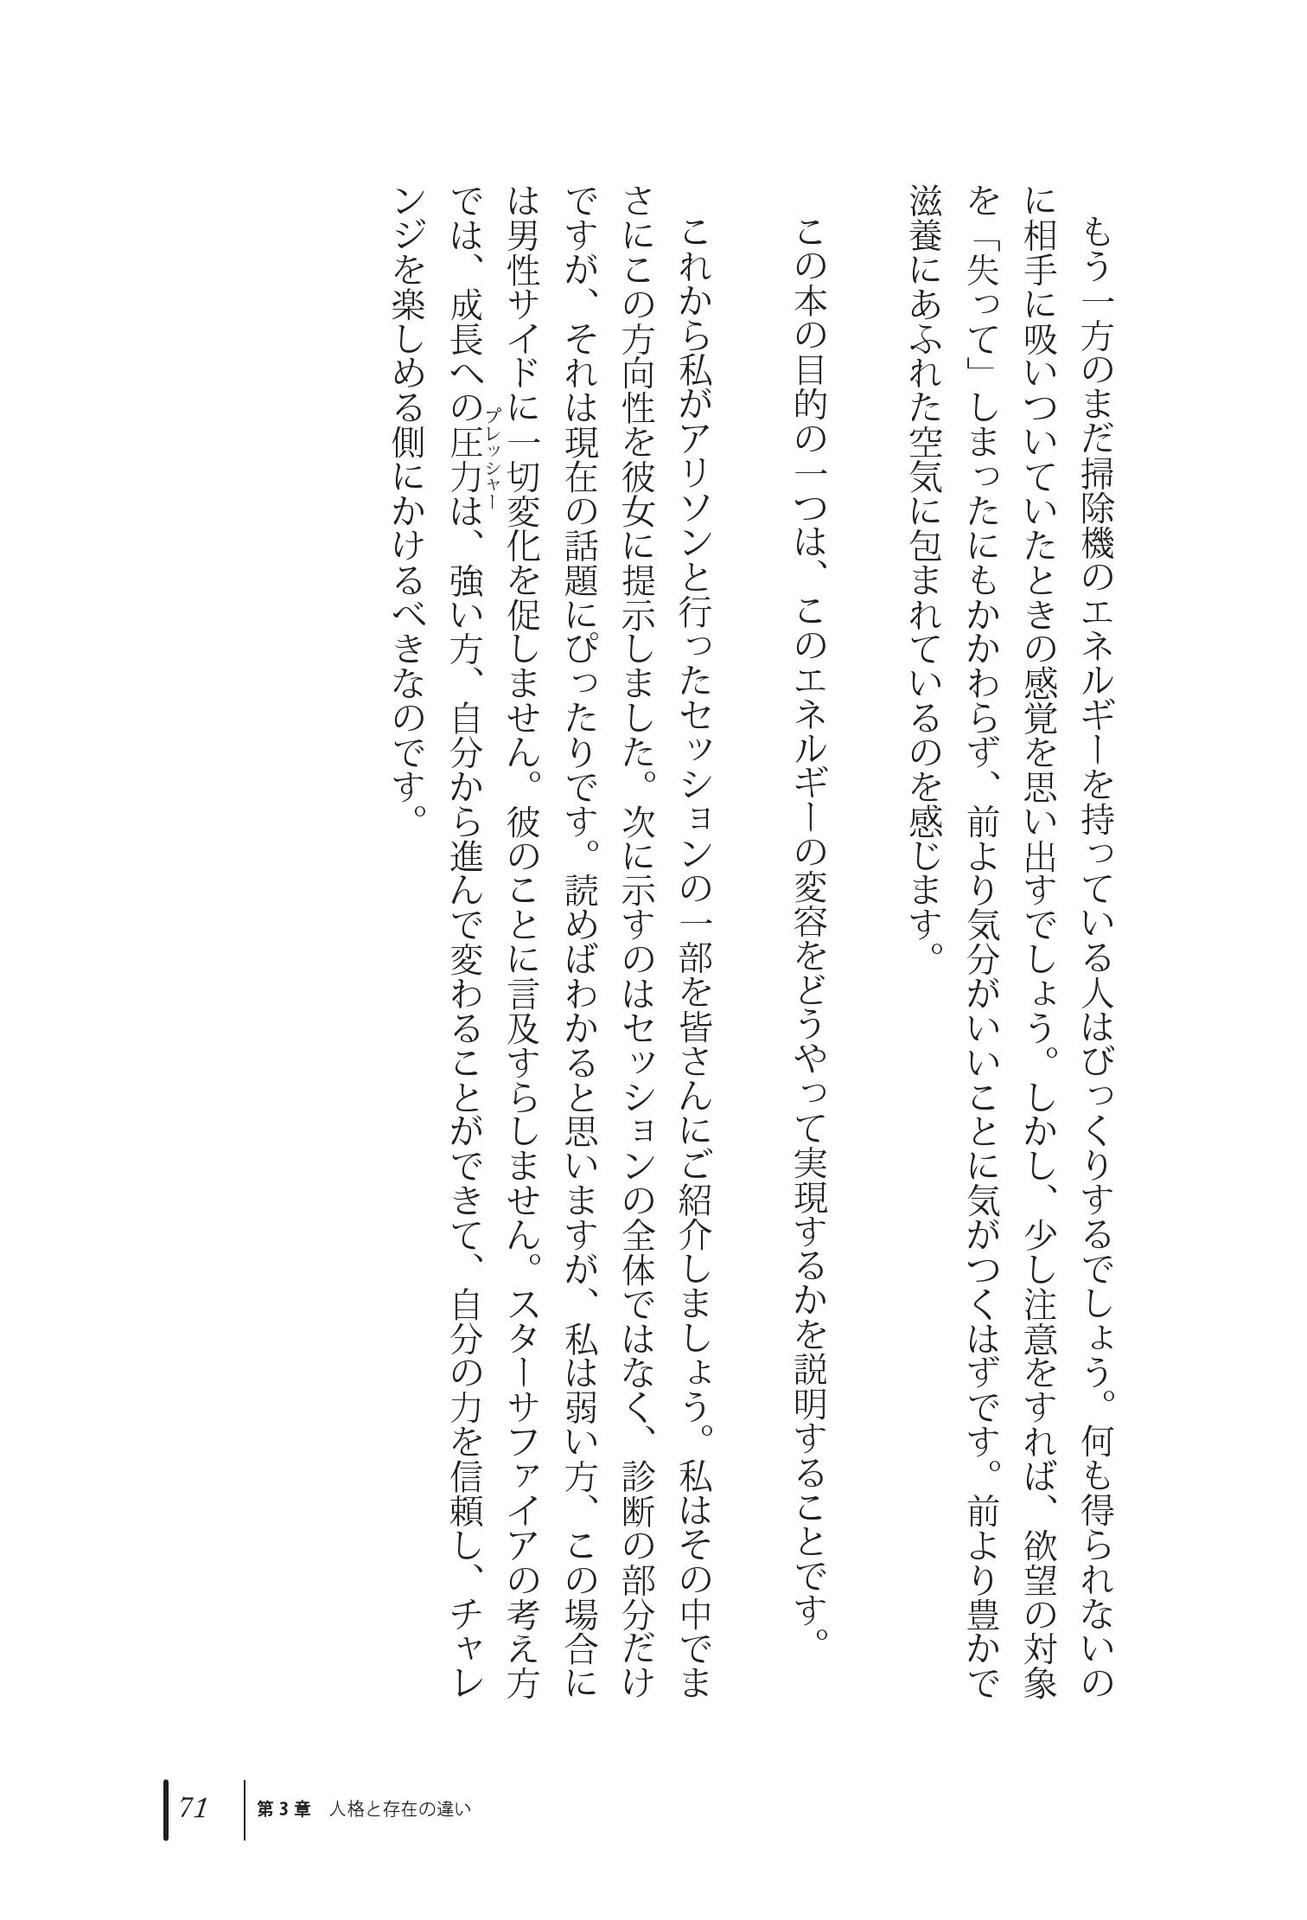 もう一方のまだ掃除機のエネルギーを持っている人はびっくりするでしょう。何も得られないの
に相手に吸いついていたときの感覚を思い出すでしょう。しかし、少し注意をすれば、欲望の対象
を「失って」しまったにもかかわらず、前より気分がいいことに気がつくはずです。前より豊かで
滋養にあふれた空気に包まれているのを感じます。
この本の目的の一つは、このエネルギーの変容をどうやって実現するかを説明することです。
これから私がアリソンと行ったセッションの一部を皆さんにご紹介しましょう。私はその中でま
さにこの方向性を彼女に提示しました。次に示すのはセッションの全体ではなく、診断の部分だけ
ですが、それは現在の話題にぴったりです。読めばわかると思いますが、私は弱い方、この場合に
は男性サイドに一切変化を促しません。彼のことに言及すらしません。スターサファイアの考え方
では、成長への圧力は、強い方、自分から進んで変わることができて、自分の力を信頼し、チャレ
プレッシャー
ンジを楽しめる側にかけるべきなのです。
71
第3章 人格と存在の違い